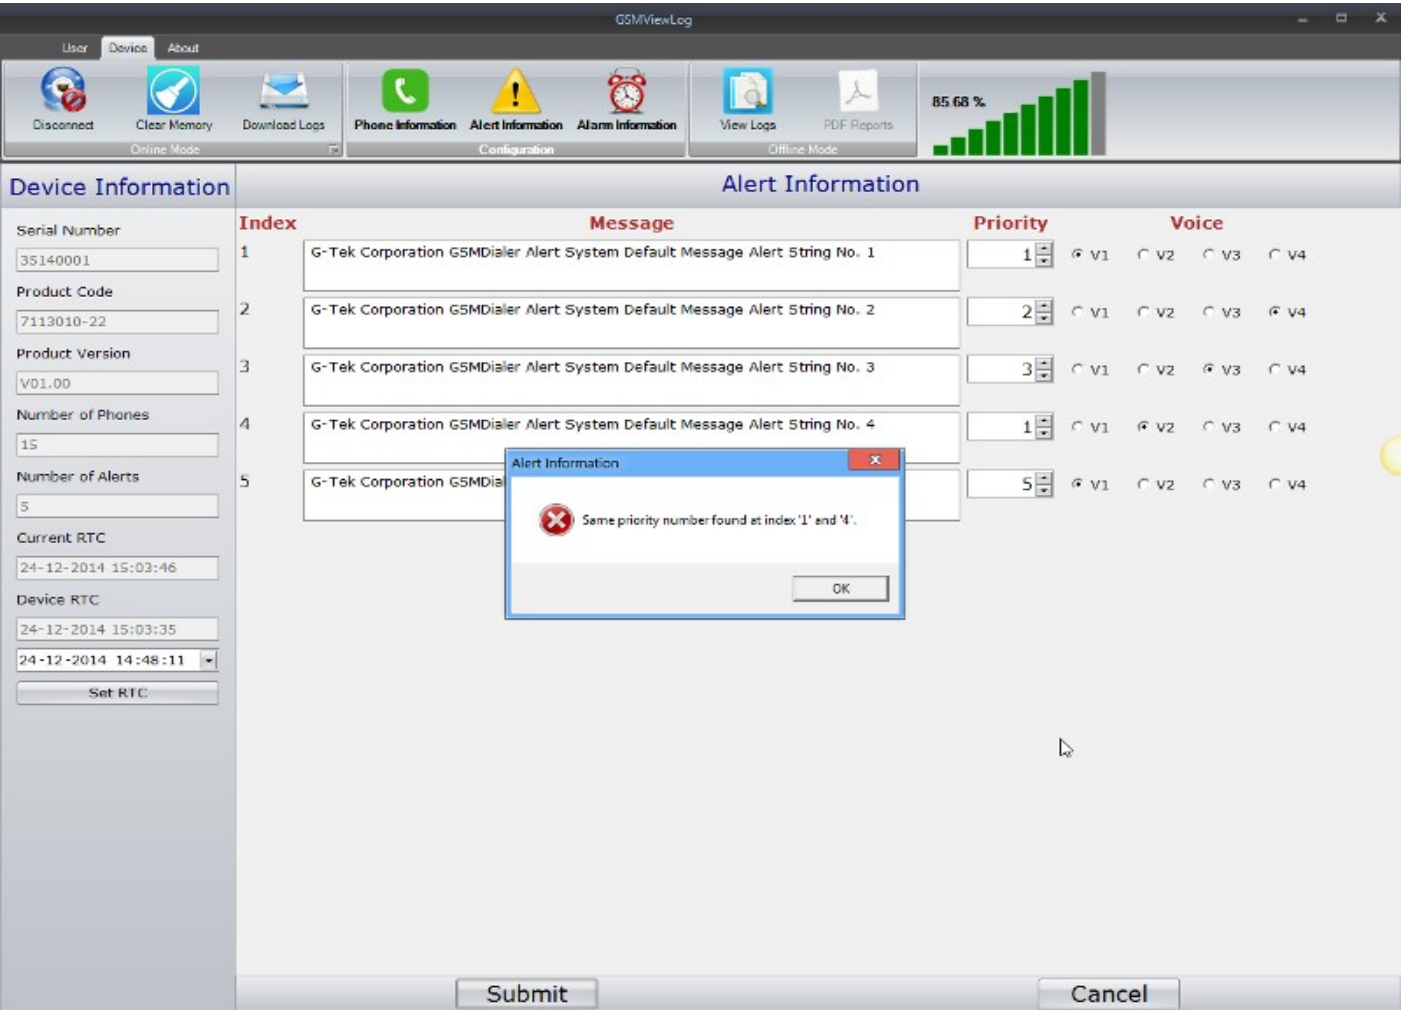 GSMViewLog
User Device About
Disconnect Clear Memory Download Logs Phone Information Alert Information Alarm Information View Logs PDF Reports 85.68 %
Online Mode Configuration Offline Mode
Device Information Alert Information
Index Message Priority Voice
Serial Number
35140001
Product Code
7113010-22
Product Version
V01.00
Number of Phones
15
Number of Alerts
5
Current RTC
24-12-2014 15:03:46
Device RTC
24-12-2014 15:03:35
24-12-2014 14:48:11
Set RTC
1 G-Tek Corporation GSMDialer Alert System Default Message Alert String No. 1 1 V1 V2 V3 V4
2 G-Tek Corporation GSMDialer Alert System Default Message Alert String No. 2 2 V1 V2 V3 V4
3 G-Tek Corporation GSMDialer Alert System Default Message Alert String No. 3 3 V1 V2 V3 V4
4 G-Tek Corporation GSMDialer Alert System Default Message Alert String No. 4 1 V1 V2 V3 V4
5 G-Tek Corporation GSMDia 5 V1 V2 V3 V4
Alert Information
Same priority number found at index '1' and '4'.
OK
Submit Cancel